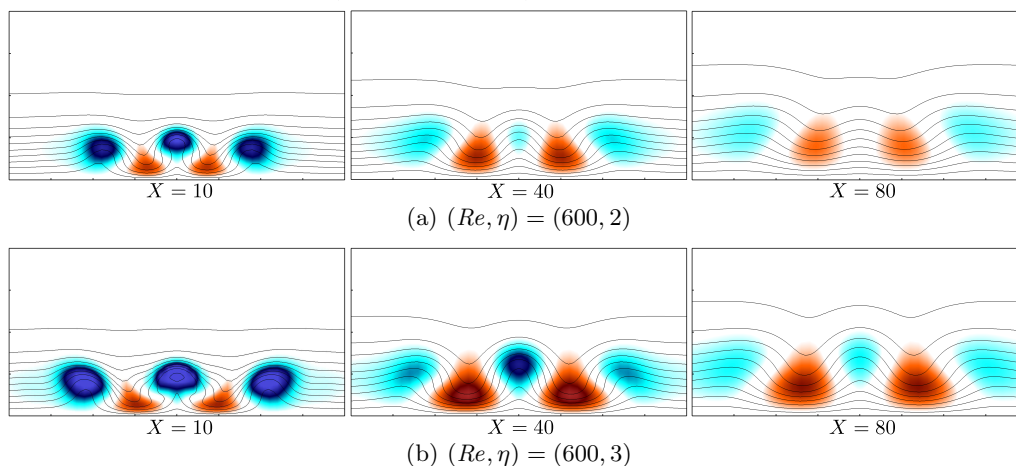 X = 10 X = 40 X = 80
(a) (Re, η) = (600, 2)
X = 10 X = 40 X = 80
(b) (Re, η) = (600, 3)